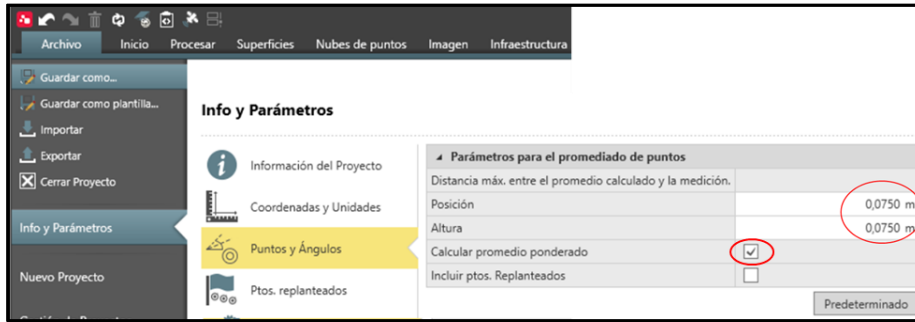 Archivo Inicio Procesar Superficies Nubes de puntos Imagen Infraestructura
Guardar como...
Guardar como plantilla...
Importar
Exportar
Cerrar Proyecto
Info y Parámetros
Nuevo Proyecto
Info y Parámetros
Información del Proyecto
Coordenadas y Unidades
Puntos y Ángulos
Ptos. replanteados
Parámetros para el promediado de puntos
Distancia máx. entre el promedio calculado y la medición.
Posición 0,0750 m
Altura 0,0750 m
Calcular promedio ponderado
Incluir ptos. Replanteados
Predeterminado